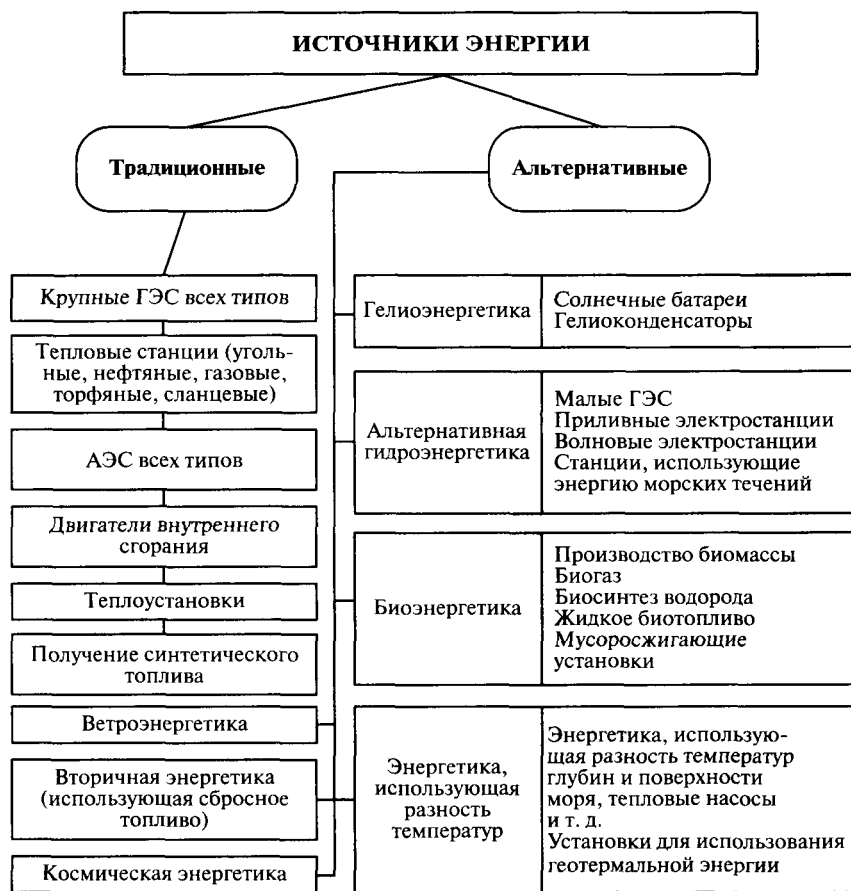 ИСТОЧНИКИ ЭНЕРГИИ
Традиционные
Альтернативные
Крупные ГЭС всех типов
Тепловые станции (уголь-
ные, нефтяные, газовые,
торфяные, сланцевые)
АЭС всех типов
Двигатели внутреннего
сгорания
Теплоустановки
Получение синтетического
топлива
Ветроэнергетика
Вторичная энергетика
(использующая сбросное
топливо)
Космическая энергетика
Гелиоэнергетика
Солнечные батареи
Гелиоконденсаторы
Альтернативная
гидроэнергетика
Малые ГЭС
Приливные электростанции
Волновые электростанции
Станции, использующие
энергию морских течений
Биоэнергетика
Производство биомассы
Биогаз
Биосинтез водорода
Жидкое биотопливо
Мусоросжигающие
установки
Энергетика,
использующая
разность
температур
Энергетика, использую-
щая разность температур
глубин и поверхности
моря, тепловые насосы
и т. д.
Установки для использования
геотермальной энергии